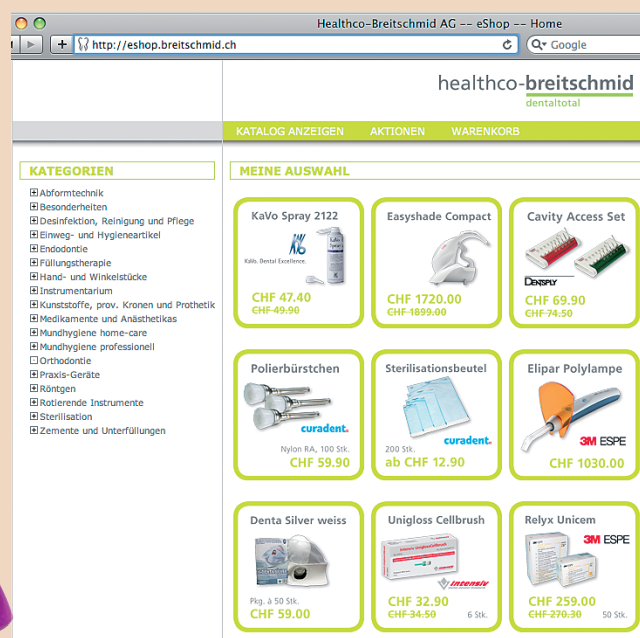 Healthco-Breitschmid AG -- eShop -- Home
http://eshop.breitschmid.ch
Google
healthco-breitschmid
dentaltotal
KATALOG ANZEIGEN AKTIONEN WARENKORB
KATEGORIEN
Abformtechnik
Besonderheiten
Desinfektion, Reinigung und Pflege
Einweg- und Hygieneartikel
Endodontie
Füllungstherapie
Hand- und Winkelstücke
Instrumentarium
Kunststoffe, prov. Kronen und Prothetik
Medikamente und Anästhetikas
Mundhygiene home-care
Mundhygiene professionell
Orthodontie
Praxis-Geräte
Röntgen
Rotierende Instrumente
Sterilisation
Zemente und Unterfüllungen
MEINE AUSWAHL
KaVo Spray 2122
KaVo. Dental Excellence.
KaVo Spray
CHF 47.40
CHF 49.90
Easyshade Compact
CHF 1720.00
CHF 1899.00
Cavity Access Set
DENTSPLY
CHF 69.90
CHF 74.50
Polierbürstchen
curadent.
Nylon RA, 100 Stk.
CHF 59.90
Sterilisationsbeutel
curadent.
200 Stk.
ab CHF 12.90
Elipar Polylampe
3M ESPE
CHF 1030.00
Denta Silver weiss
Pkg. à 50 Stk.
CHF 59.00
Unigloss Cellbrush
intensiv
CHF 32.90
CHF 34.50 6 Stk.
Relyx Unicem
3M ESPE
CHF 259.00
CHF 270.30 50 Stk.